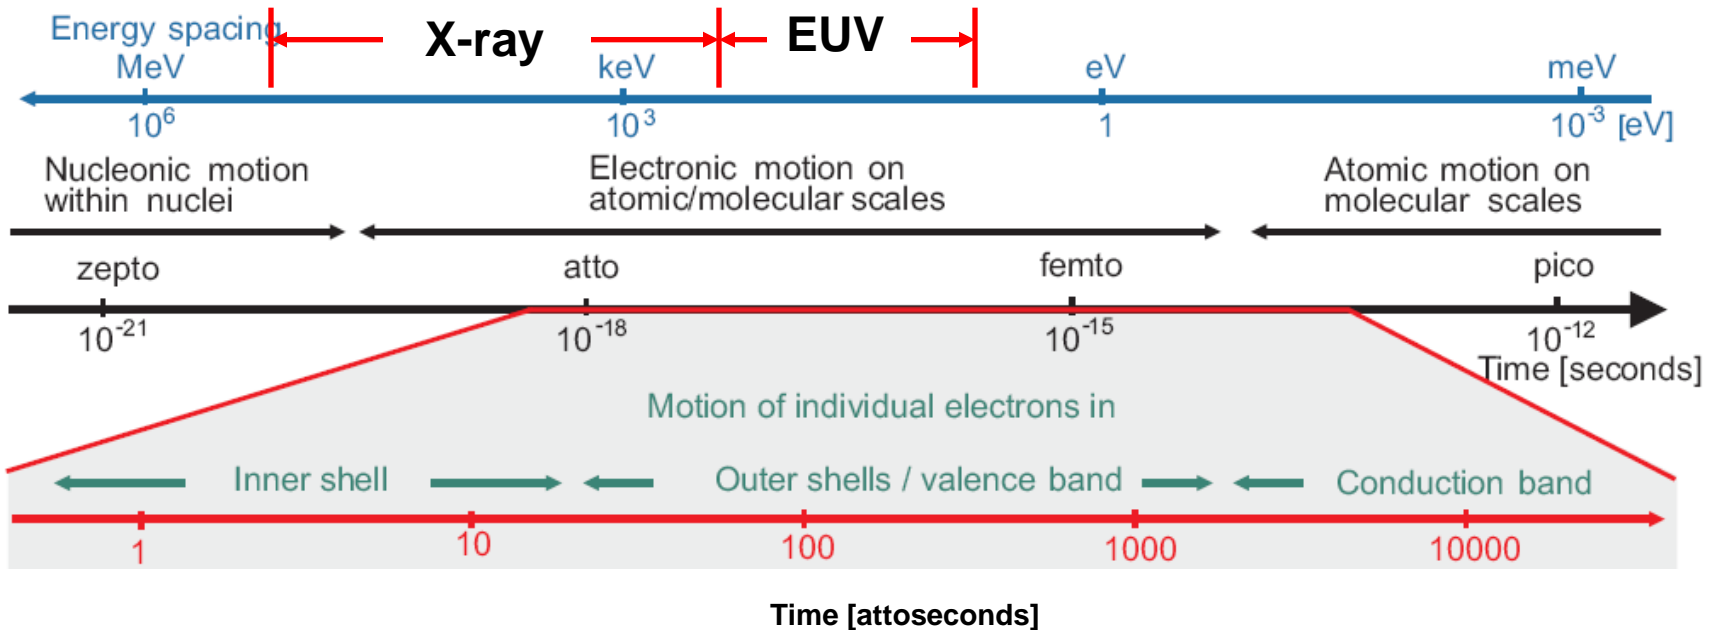 Energy spacing
X-ray
EUV
MeV keV eV meV
10⁶ 10³ 1 10⁻³ [eV]
Nucleonic motion
within nuclei
Electronic motion on
atomic/molecular scales
Atomic motion on
molecular scales
zepto atto femto pico
10⁻²¹ 10⁻¹⁸ 10⁻¹⁵ 10⁻¹²
Time [seconds]
Motion of individual electrons in
Inner shell Outer shells / valence band Conduction band
1 10 100 1000 10000
Time [attoseconds]